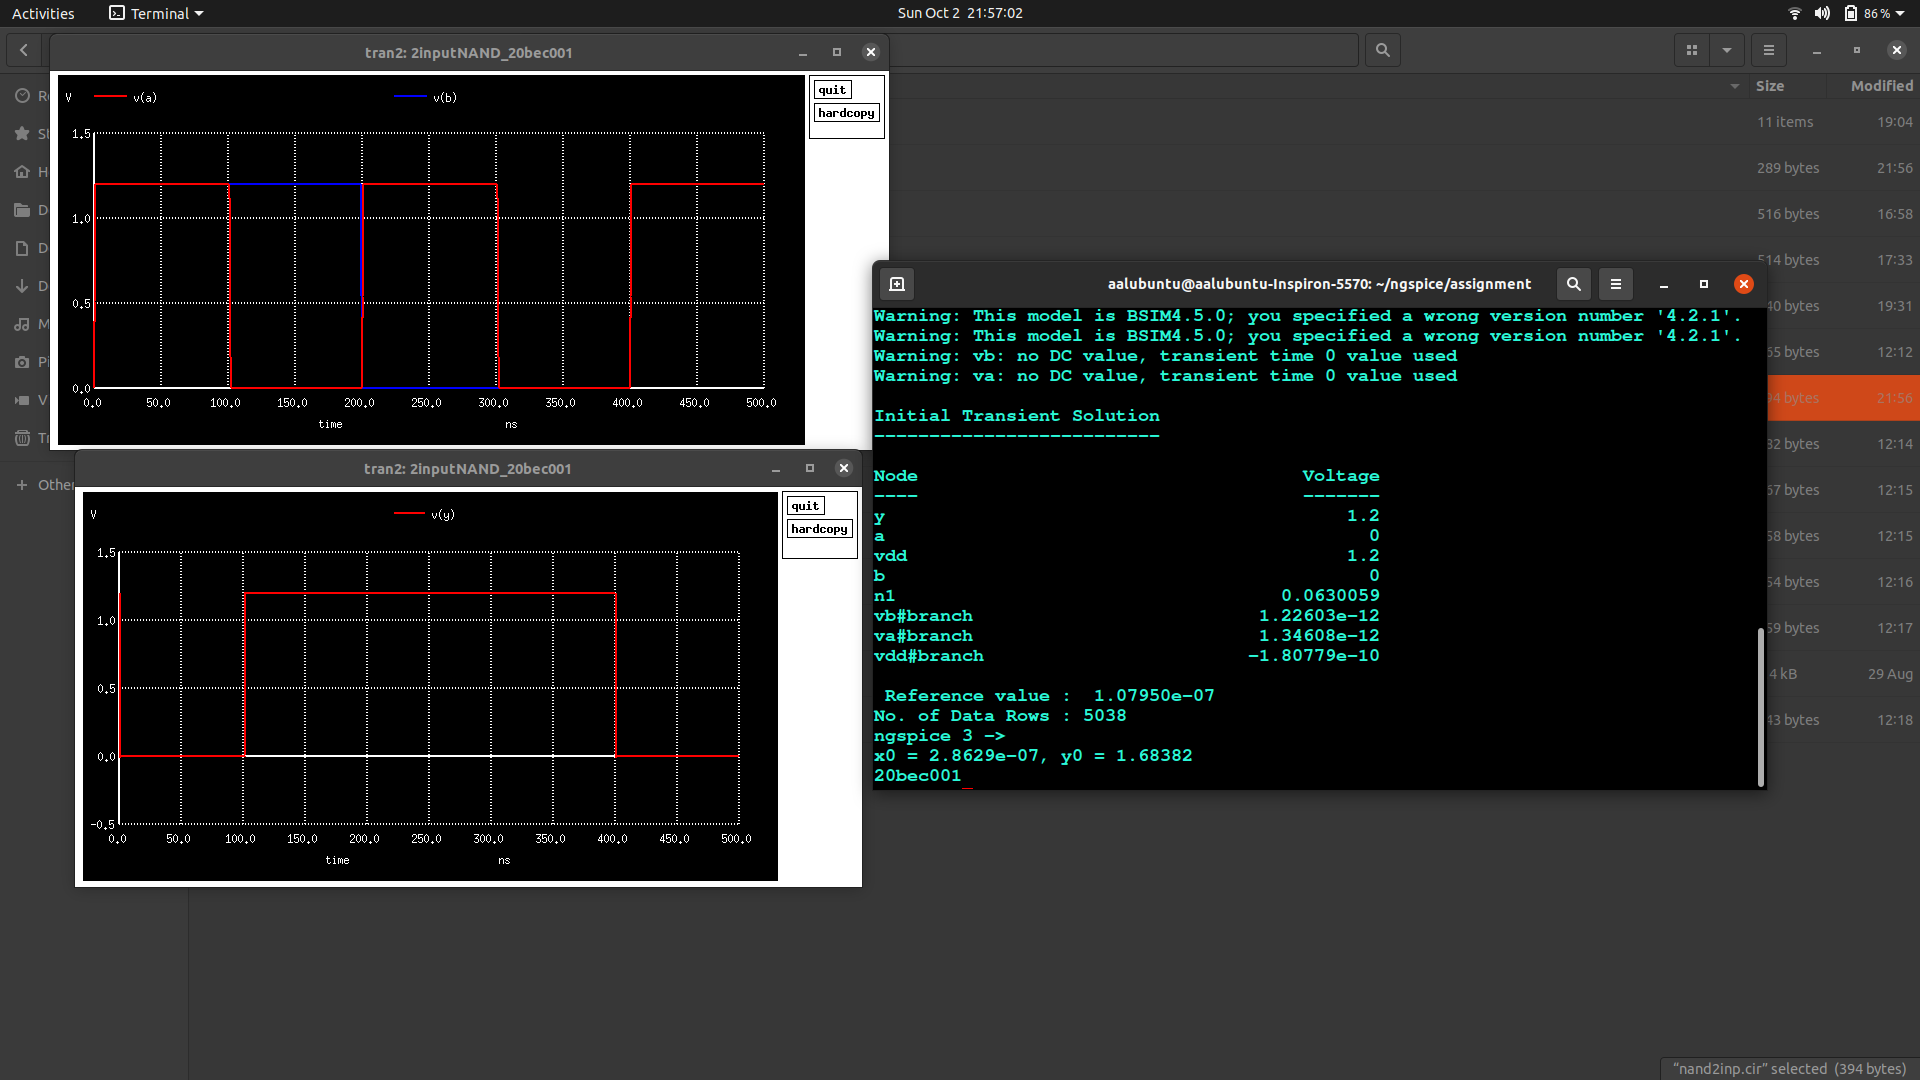 Activities
Terminal
Sun Oct 2 21:57:02
86 %
tran2: 2inputNAND_20bec001
V
v(a)
v(b)
quit
hardcopy
1.5
1.0
0.5
0.0
0.0 50.0 100.0 150.0 200.0 250.0 300.0 350.0 400.0 450.0 500.0
time
ns
tran2: 2inputNAND_20bec001
V
v(y)
quit
hardcopy
1.5
1.0
0.5
0.0
-0.5
0.0 50.0 100.0 150.0 200.0 250.0 300.0 350.0 400.0 450.0 500.0
time
ns
Other
Size
Modified
11 items 19:04
289 bytes 21:56
516 bytes 16:58
514 bytes 17:33
40 bytes 19:31
65 bytes 12:12
94 bytes 21:56
32 bytes 12:14
67 bytes 12:15
58 bytes 12:15
54 bytes 12:16
59 bytes 12:17
4 kB 29 Aug
43 bytes 12:18
aalubuntu@aalubuntu-Inspiron-5570: ~/ngspice/assignment
Warning: This model is BSIM4.5.0; you specified a wrong version number '4.2.1'.
Warning: This model is BSIM4.5.0; you specified a wrong version number '4.2.1'.
Warning: vb: no DC value, transient time 0 value used
Warning: va: no DC value, transient time 0 value used
Initial Transient Solution
--------------------------
Node Voltage
---- -------
y 1.2
a 0
vdd 1.2
b 0
n1 0.0630059
vb#branch 1.22603e-12
va#branch 1.34608e-12
vdd#branch -1.80779e-10
Reference value : 1.07950e-07
No. of Data Rows : 5038
ngspice 3 ->
x0 = 2.8629e-07, y0 = 1.68382
20bec001
"nand2inp.cir" selected (394 bytes)